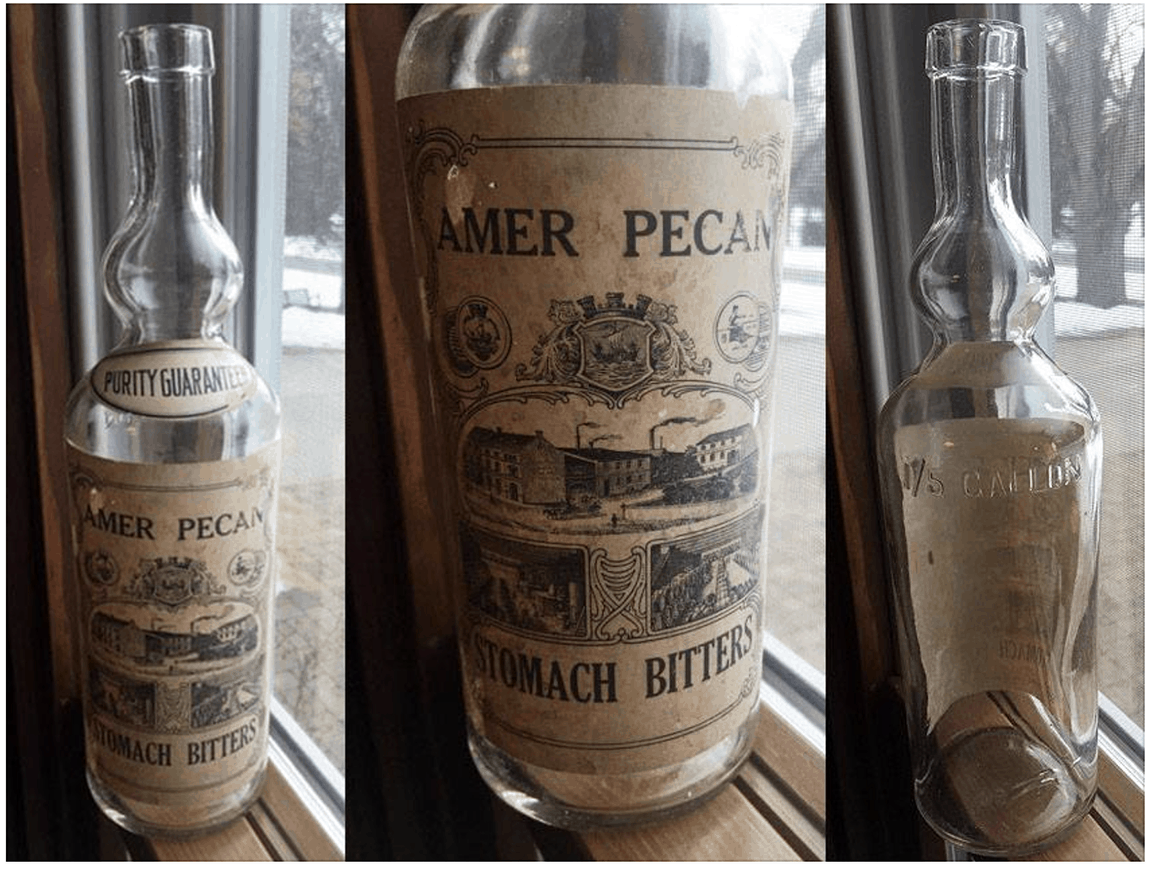 PURITY GUARANTEED
AMER PECAN
STOMACH BITTERS
AMER PECAN
STOMACH BITTERS
1/5 GALLON